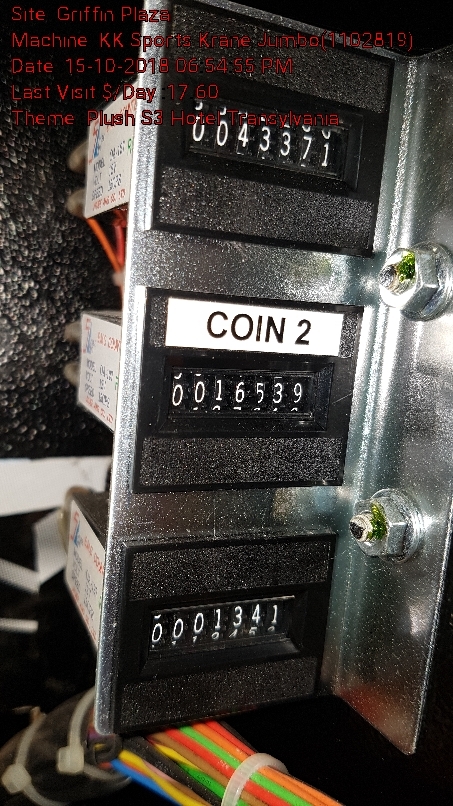 Site Griffin Plaza
Machine KK Sports Krane Jumbo(1102819)
Date 15-10-2018 06:54:55 PM
Last Visit $/Day 17.60
Theme Plush S3 Hotel Transylvania
0043371
COIN 2
0016539
0001341